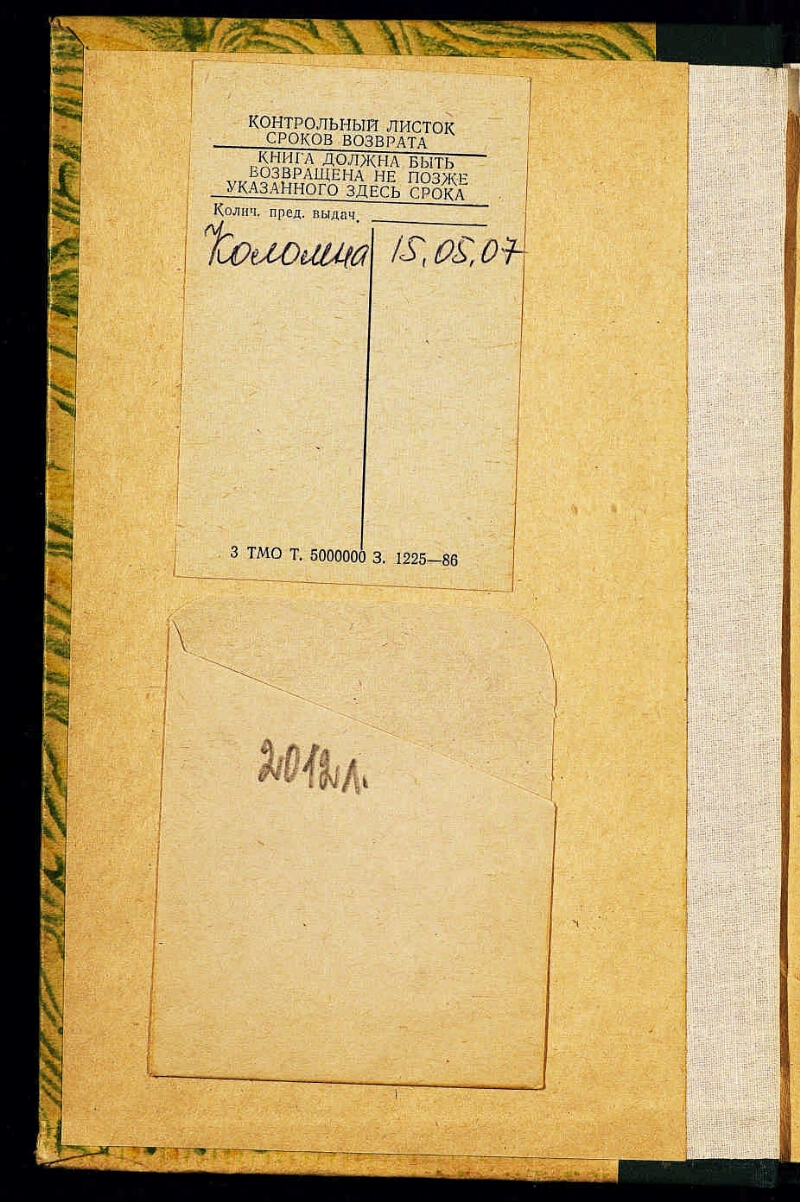 КОНТРОЛЬНЫЙ ЛИСТОК
СРОКОВ ВОЗВРАТА
КНИГА ДОЛЖНА БЫТЬ
ВОЗВРАЩЕНА НЕ ПОЗЖЕ
УКАЗАННОГО ЗДЕСЬ СРОКА
Колич. пред. выдач.
Коломна 15,05,07
3 ТМО Т. 5000000 З. 1225—86
2012г.